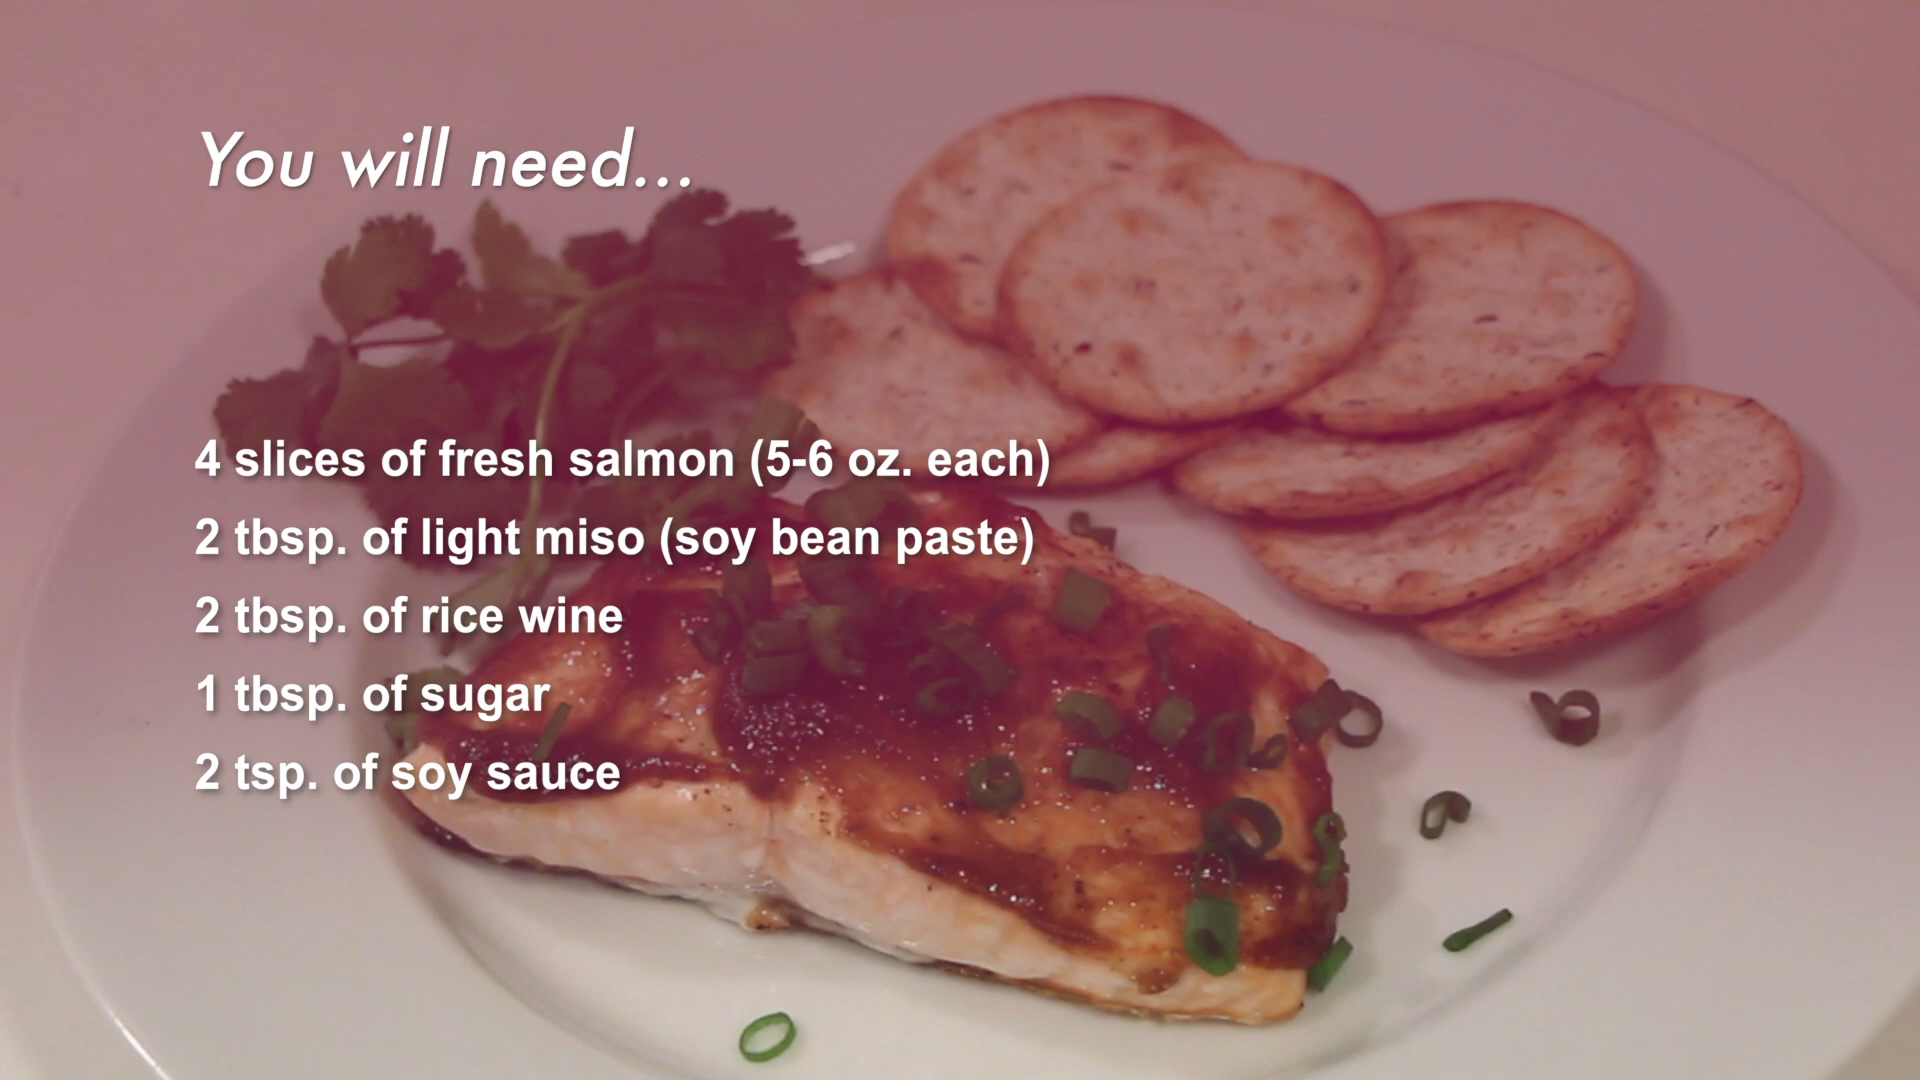 You will need...
4 slices of fresh salmon (5-6 oz. each)
2 tbsp. of light miso (soy bean paste)
2 tbsp. of rice wine
1 tbsp. of sugar
2 tsp. of soy sauce